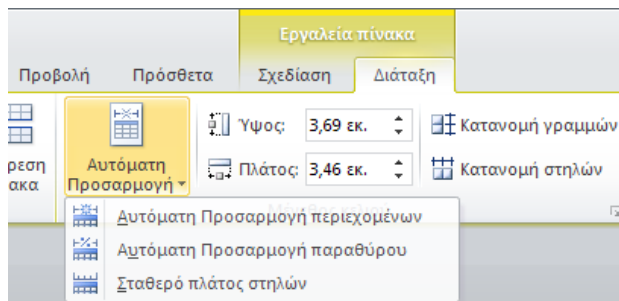 Εργαλεία πίνακα
Προβολή Πρόσθετα Σχεδίαση Διάταξη
Ύψος: 3,69 εκ. Κατανομή γραμμών
ρεση Αυτόματη
Πλάτος: 3,46 εκ. Κατανομή στηλών
ακα Προσαρμογή
Αυτόματη Προσαρμογή περιεχομένων
Αυτόματη Προσαρμογή παραθύρου
Σταθερό πλάτος στηλών